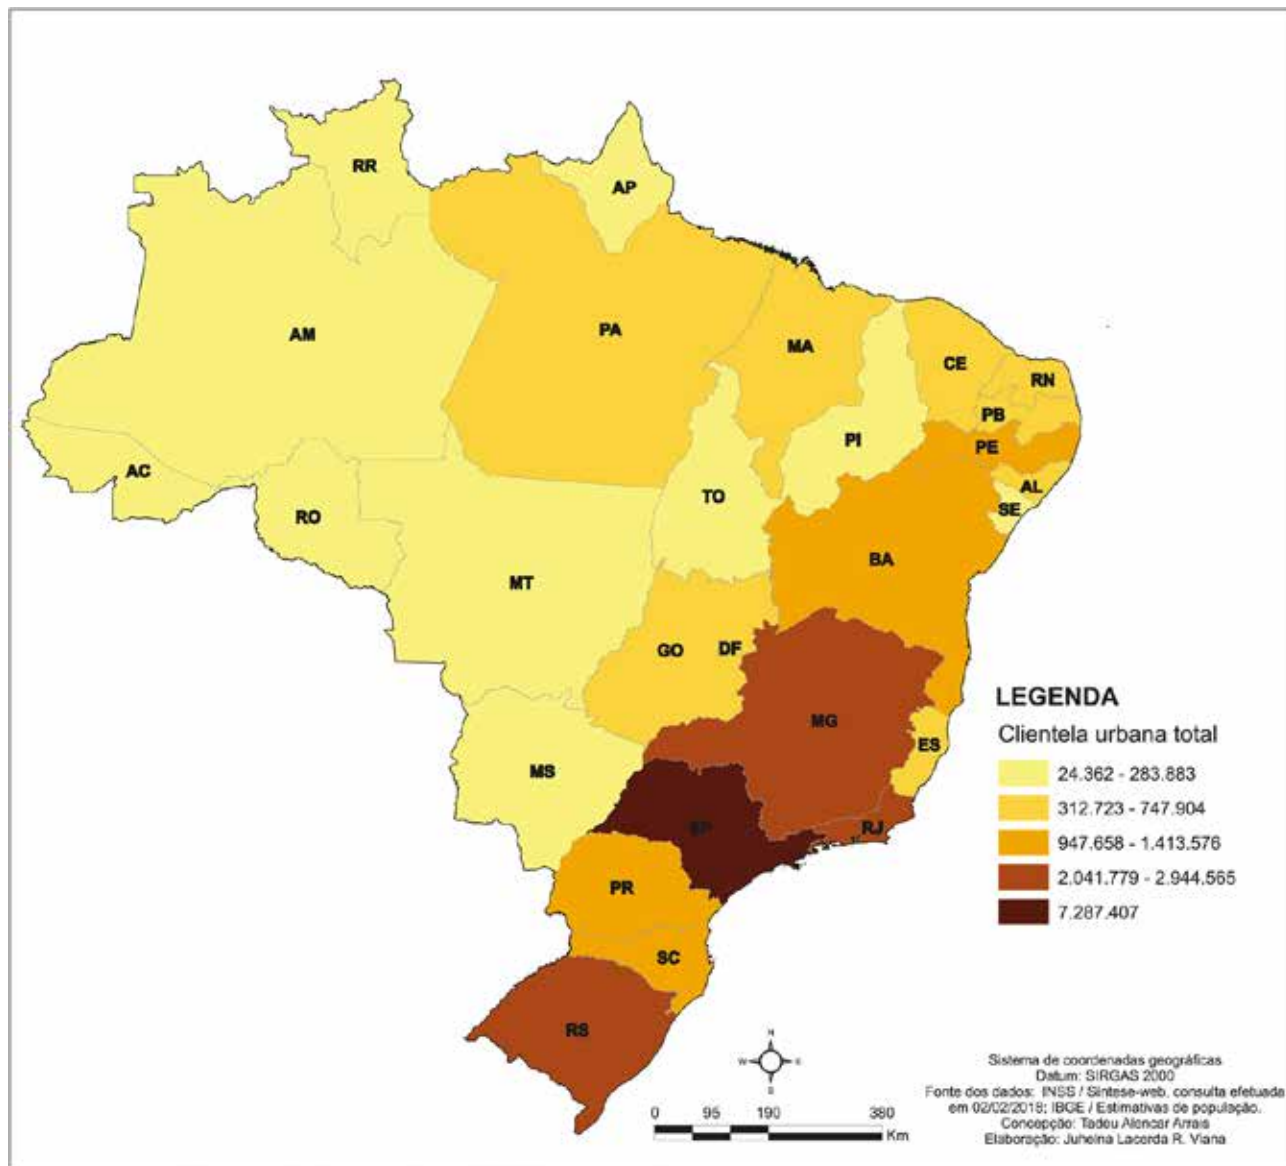 RR
AP
AM
PA
MA
CE
RN
PB
PI
PE
AC
TO
AL
RO
SE
BA
MT
GO
DF
LEGENDA
MG
Clientela urbana total
ES
MS
24.362 - 283.883
312.723 - 747.904
SP
RJ
947.658 - 1.413.576
PR
2.041.779 - 2.944.565
7.287.407
SC
RS
N
W
E
S
Sistema de coordenadas geográficas
Datum: SIRGAS 2000
Fonte dos dados: INSS / Síntese-web, consulta efetuada
em 02/02/2018; IBGE / Estimativas de população.
Concepção: Tadeu Alencar Arrais
Elaboração: Juheina Lacerda R. Viana
0 95 190 380
Km